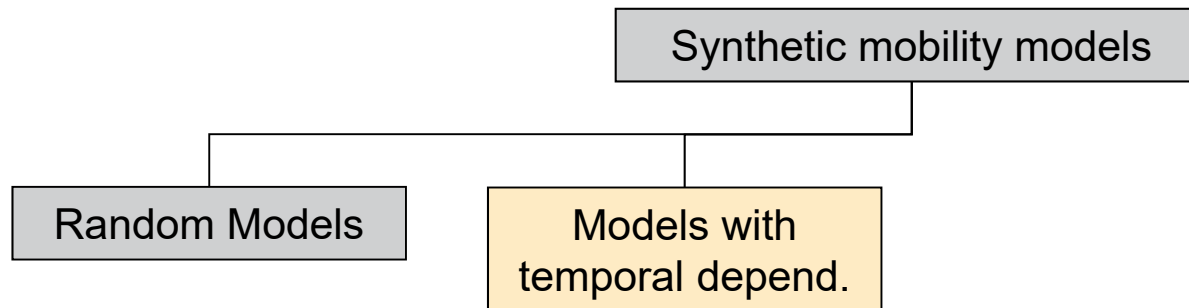 Synthetic mobility models
Random Models
Models with
temporal depend.